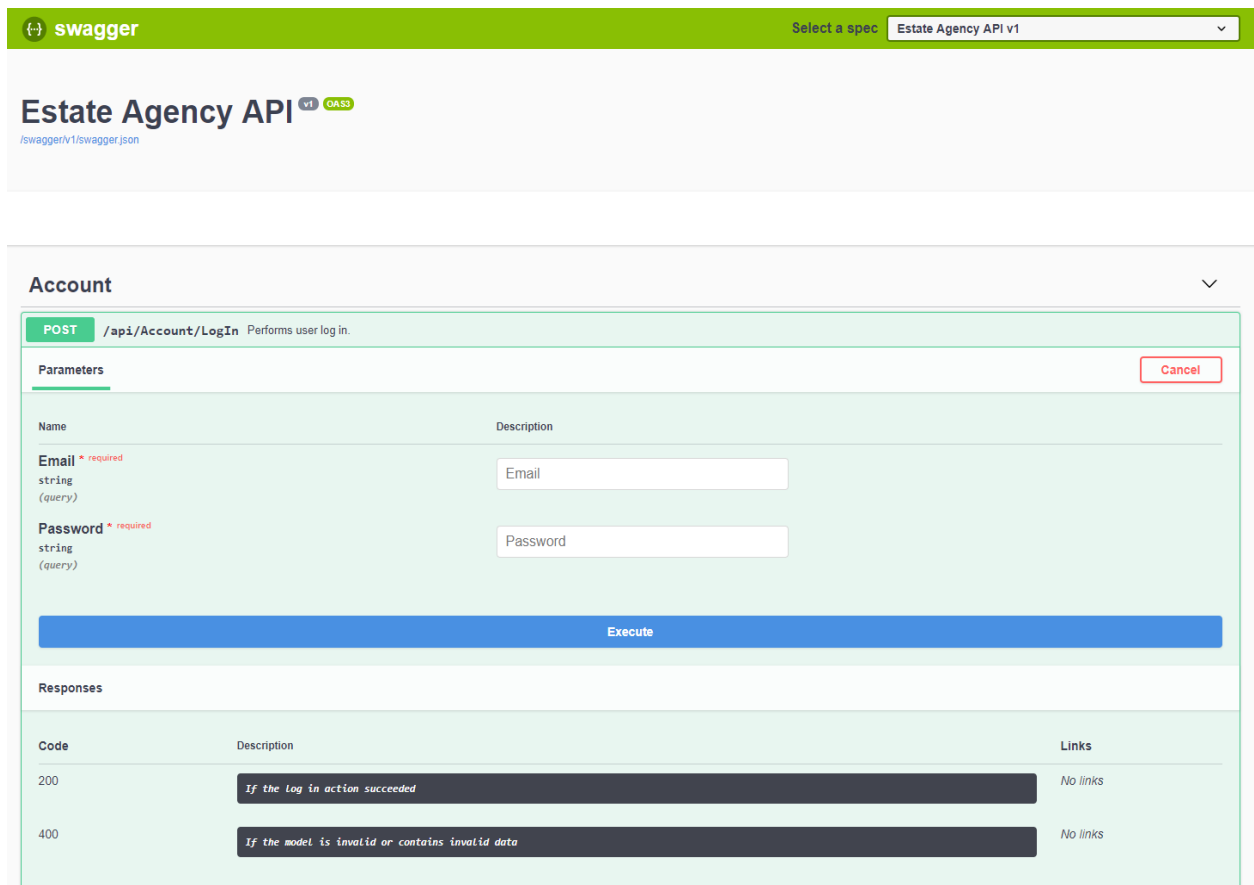 {··} swagger Select a spec Estate Agency API v1
Estate Agency API v1 OAS3
/swagger/v1/swagger.json
Account
POST /api/Account/LogIn Performs user log in.
Parameters Cancel
Name Description
Email * required
string
(query)
Email
Password * required
string
(query)
Password
Execute
Responses
Code Description Links
200 If the log in action succeeded No links
400 If the model is invalid or contains invalid data No links